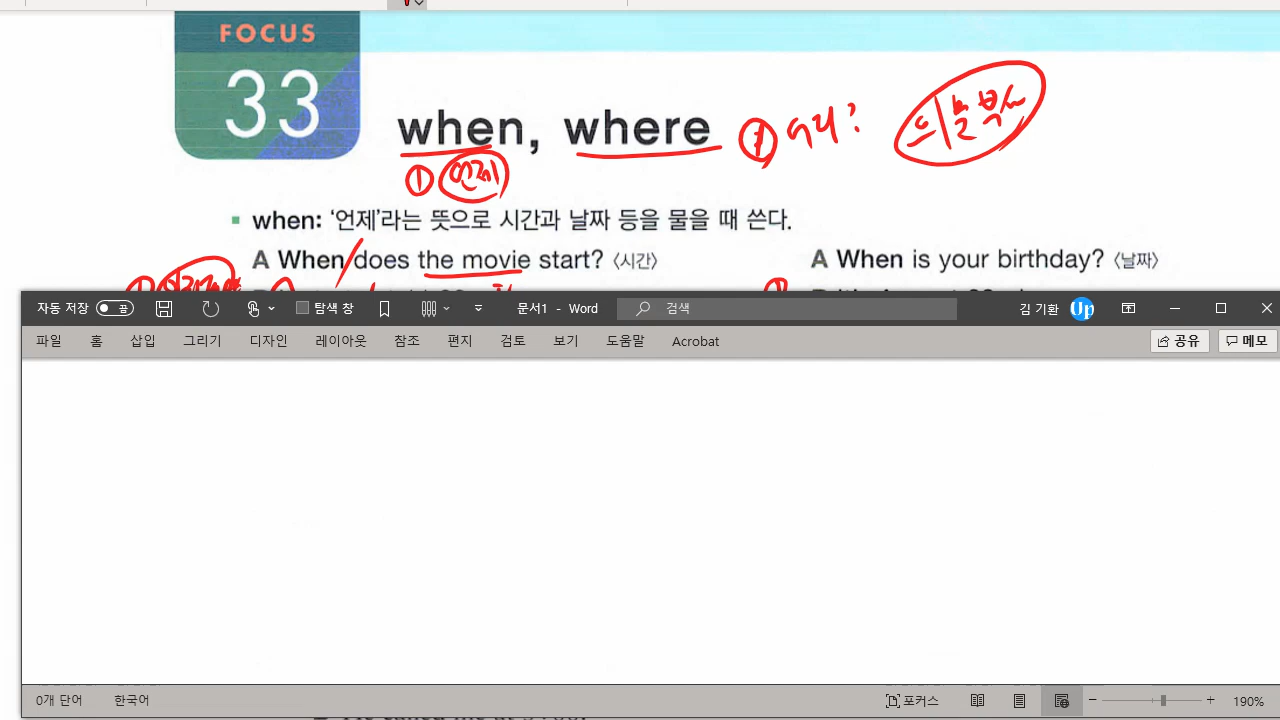 FOCUS
33
when, where
① 언제
어디?
의문부사
when: ‘언제’라는 뜻으로 시간과 날짜 등을 물을 때 쓴다.
A When does the movie start? 〈시간〉
A When is your birthday? 〈날짜〉
자동 저장 끔 탐색 창 문서1 - Word 검색 김 기환
파일 홈 삽입 그리기 디자인 레이아웃 참조 편지 검토 보기 도움말 Acrobat 공유 메모
0개 단어 한국어 포커스 190%